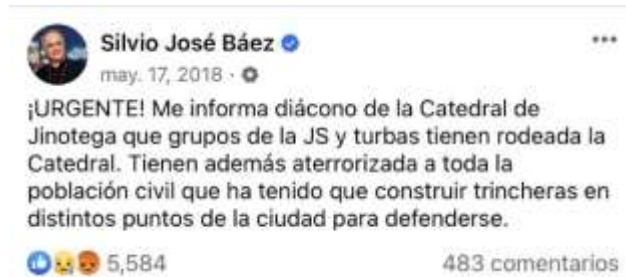 Silvio José Báez
may. 17, 2018 ·
¡URGENTE! Me informa diácono de la Catedral de
Jinotega que grupos de la JS y turbas tienen rodeada la
Catedral. Tienen además aterrorizada a toda la
población civil que ha tenido que construir trincheras en
distintos puntos de la ciudad para defenderse.
5,584 483 comentarios